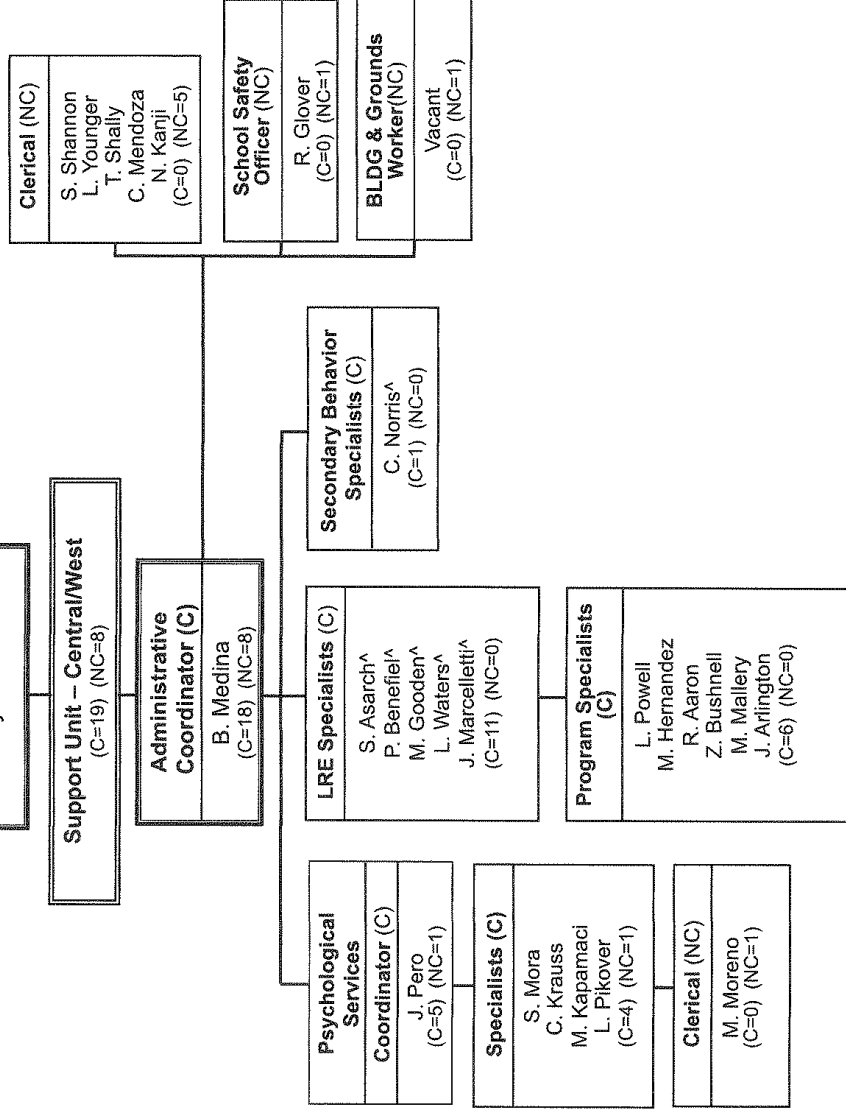 Support Unit – Central/West
(C=19) (NC=8)
Administrative
Coordinator (C)
B. Medina
(C=18) (NC=8)
Clerical (NC)
S. Shannon
L. Younger
T. Shally
C. Mendoza
N. Kanji
(C=0) (NC=5)
School Safety
Officer (NC)
R. Glover
(C=0) (NC=1)
BLDG & Grounds
Worker(NC)
Vacant
(C=0) (NC=1)
Psychological
Services
Coordinator (C)
J. Pero
(C=5) (NC=1)
Specialists (C)
S. Mora
C. Krauss
M. Kapamaci
L. Pikover
(C=4) (NC=1)
Clerical (NC)
M. Moreno
(C=0) (NC=1)
LRE Specialists (C)
S. Asarch^
P. Benefiel^
M. Gooden^
L. Waters^
J. Marcelletti^
(C=11) (NC=0)
Program Specialists
(C)
L. Powell
M. Hernandez
R. Aaron
Z. Bushnell
M. Mallery
J. Arlington
(C=6) (NC=0)
Secondary Behavior
Specialists (C)
C. Norris^
(C=1) (NC=0)